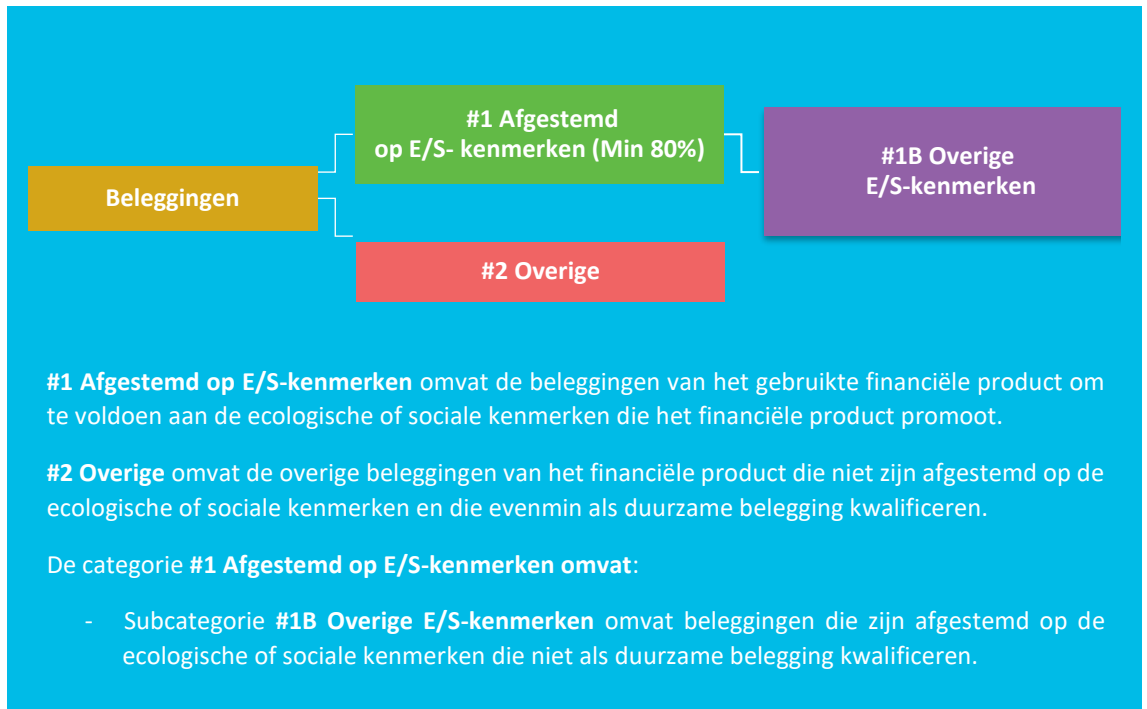 #1 Afgestemd
op E/S- kenmerken (Min 80%)
#1B Overige
E/S-kenmerken
Beleggingen
#2 Overige
#1 Afgestemd op E/S-kenmerken omvat de beleggingen van het gebruikte financiële product om
te voldoen aan de ecologische of sociale kenmerken die het financiële product promoot.
#2 Overige omvat de overige beleggingen van het financiële product die niet zijn afgestemd op de
ecologische of sociale kenmerken en die evenmin als duurzame belegging kwalificeren.
De categorie #1 Afgestemd op E/S-kenmerken omvat:
- Subcategorie #1B Overige E/S-kenmerken omvat beleggingen die zijn afgestemd op de
ecologische of sociale kenmerken die niet als duurzame belegging kwalificeren.